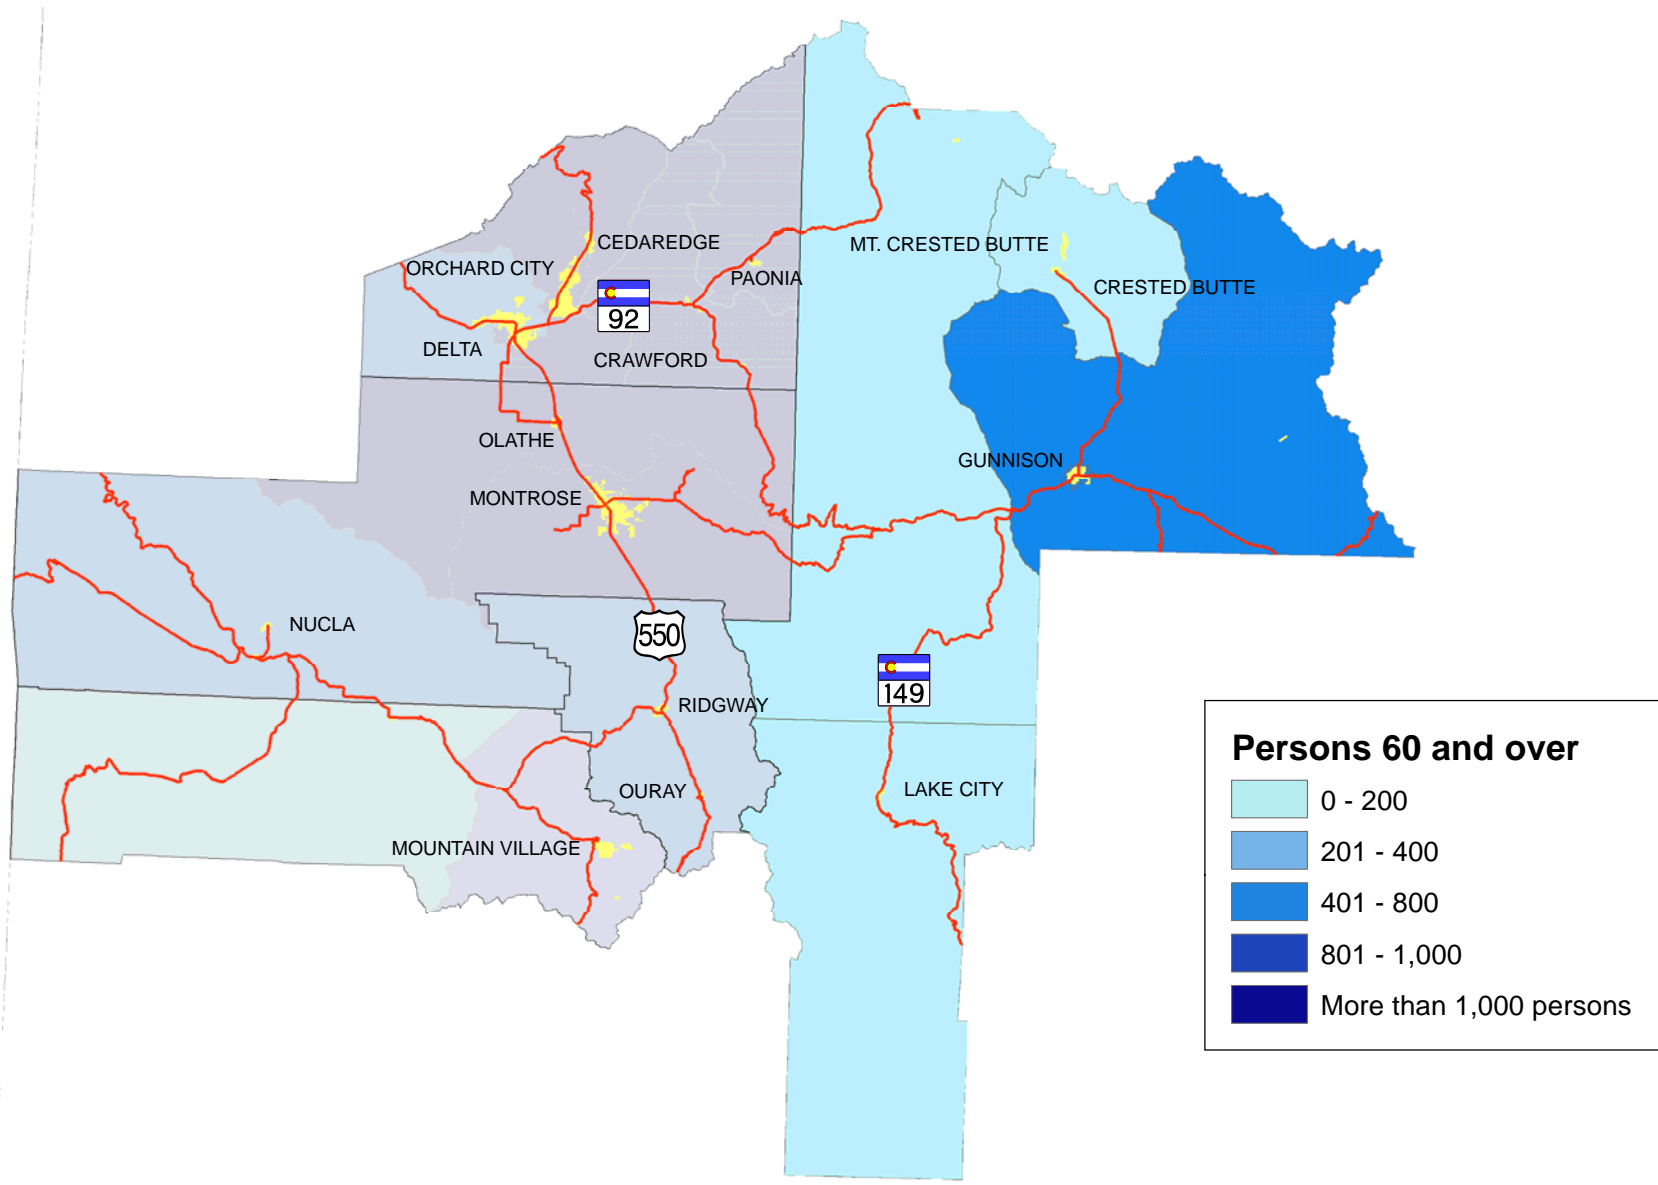 CEDAREDGE
MT. CRESTED BUTTE
ORCHARD CITY
PAONIA
CRESTED BUTTE
92
DELTA
CRAWFORD
OLATHE
GUNNISON
MONTROSE
NUCLA
550
149
RIDGWAY
OURAY
LAKE CITY
MOUNTAIN VILLAGE
Persons 60 and over
0 - 200
201 - 400
401 - 800
801 - 1,000
More than 1,000 persons